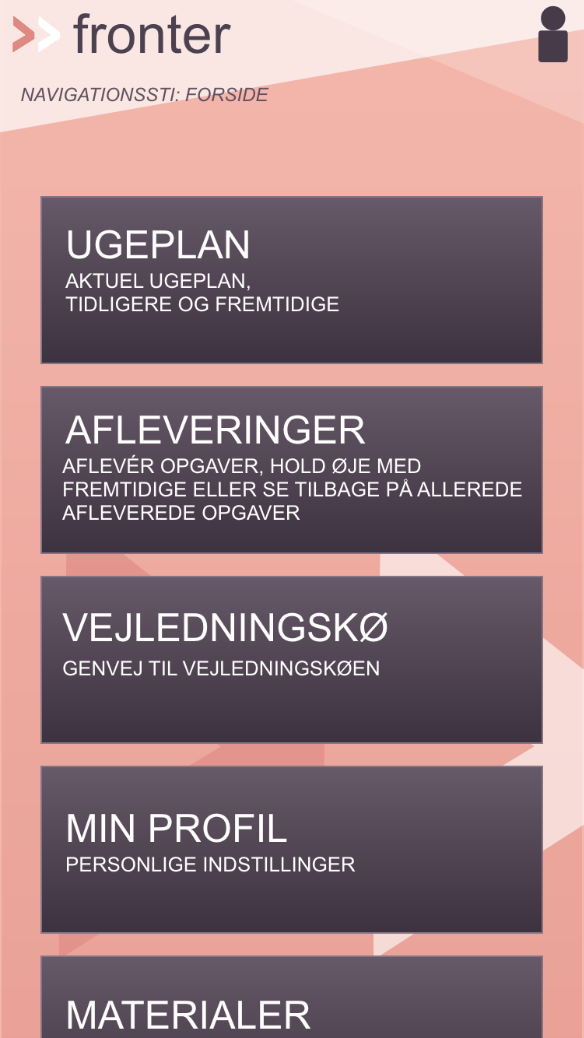 fronter
NAVIGATIONSSTI: FORSIDE
UGEPLAN
AKTUEL UGEPLAN,
TIDLIGERE OG FREMTIDIGE
AFLEVERINGER
AFLEVÉR OPGAVER, HOLD ØJE MED
FREMTIDIGE ELLER SE TILBAGE PÅ ALLEREDE
AFLEVEREDE OPGAVER
VEJLEDNINGSKØ
GENVEJ TIL VEJLEDNINGSKØEN
MIN PROFIL
PERSONLIGE INDSTILLINGER
MATERIALER